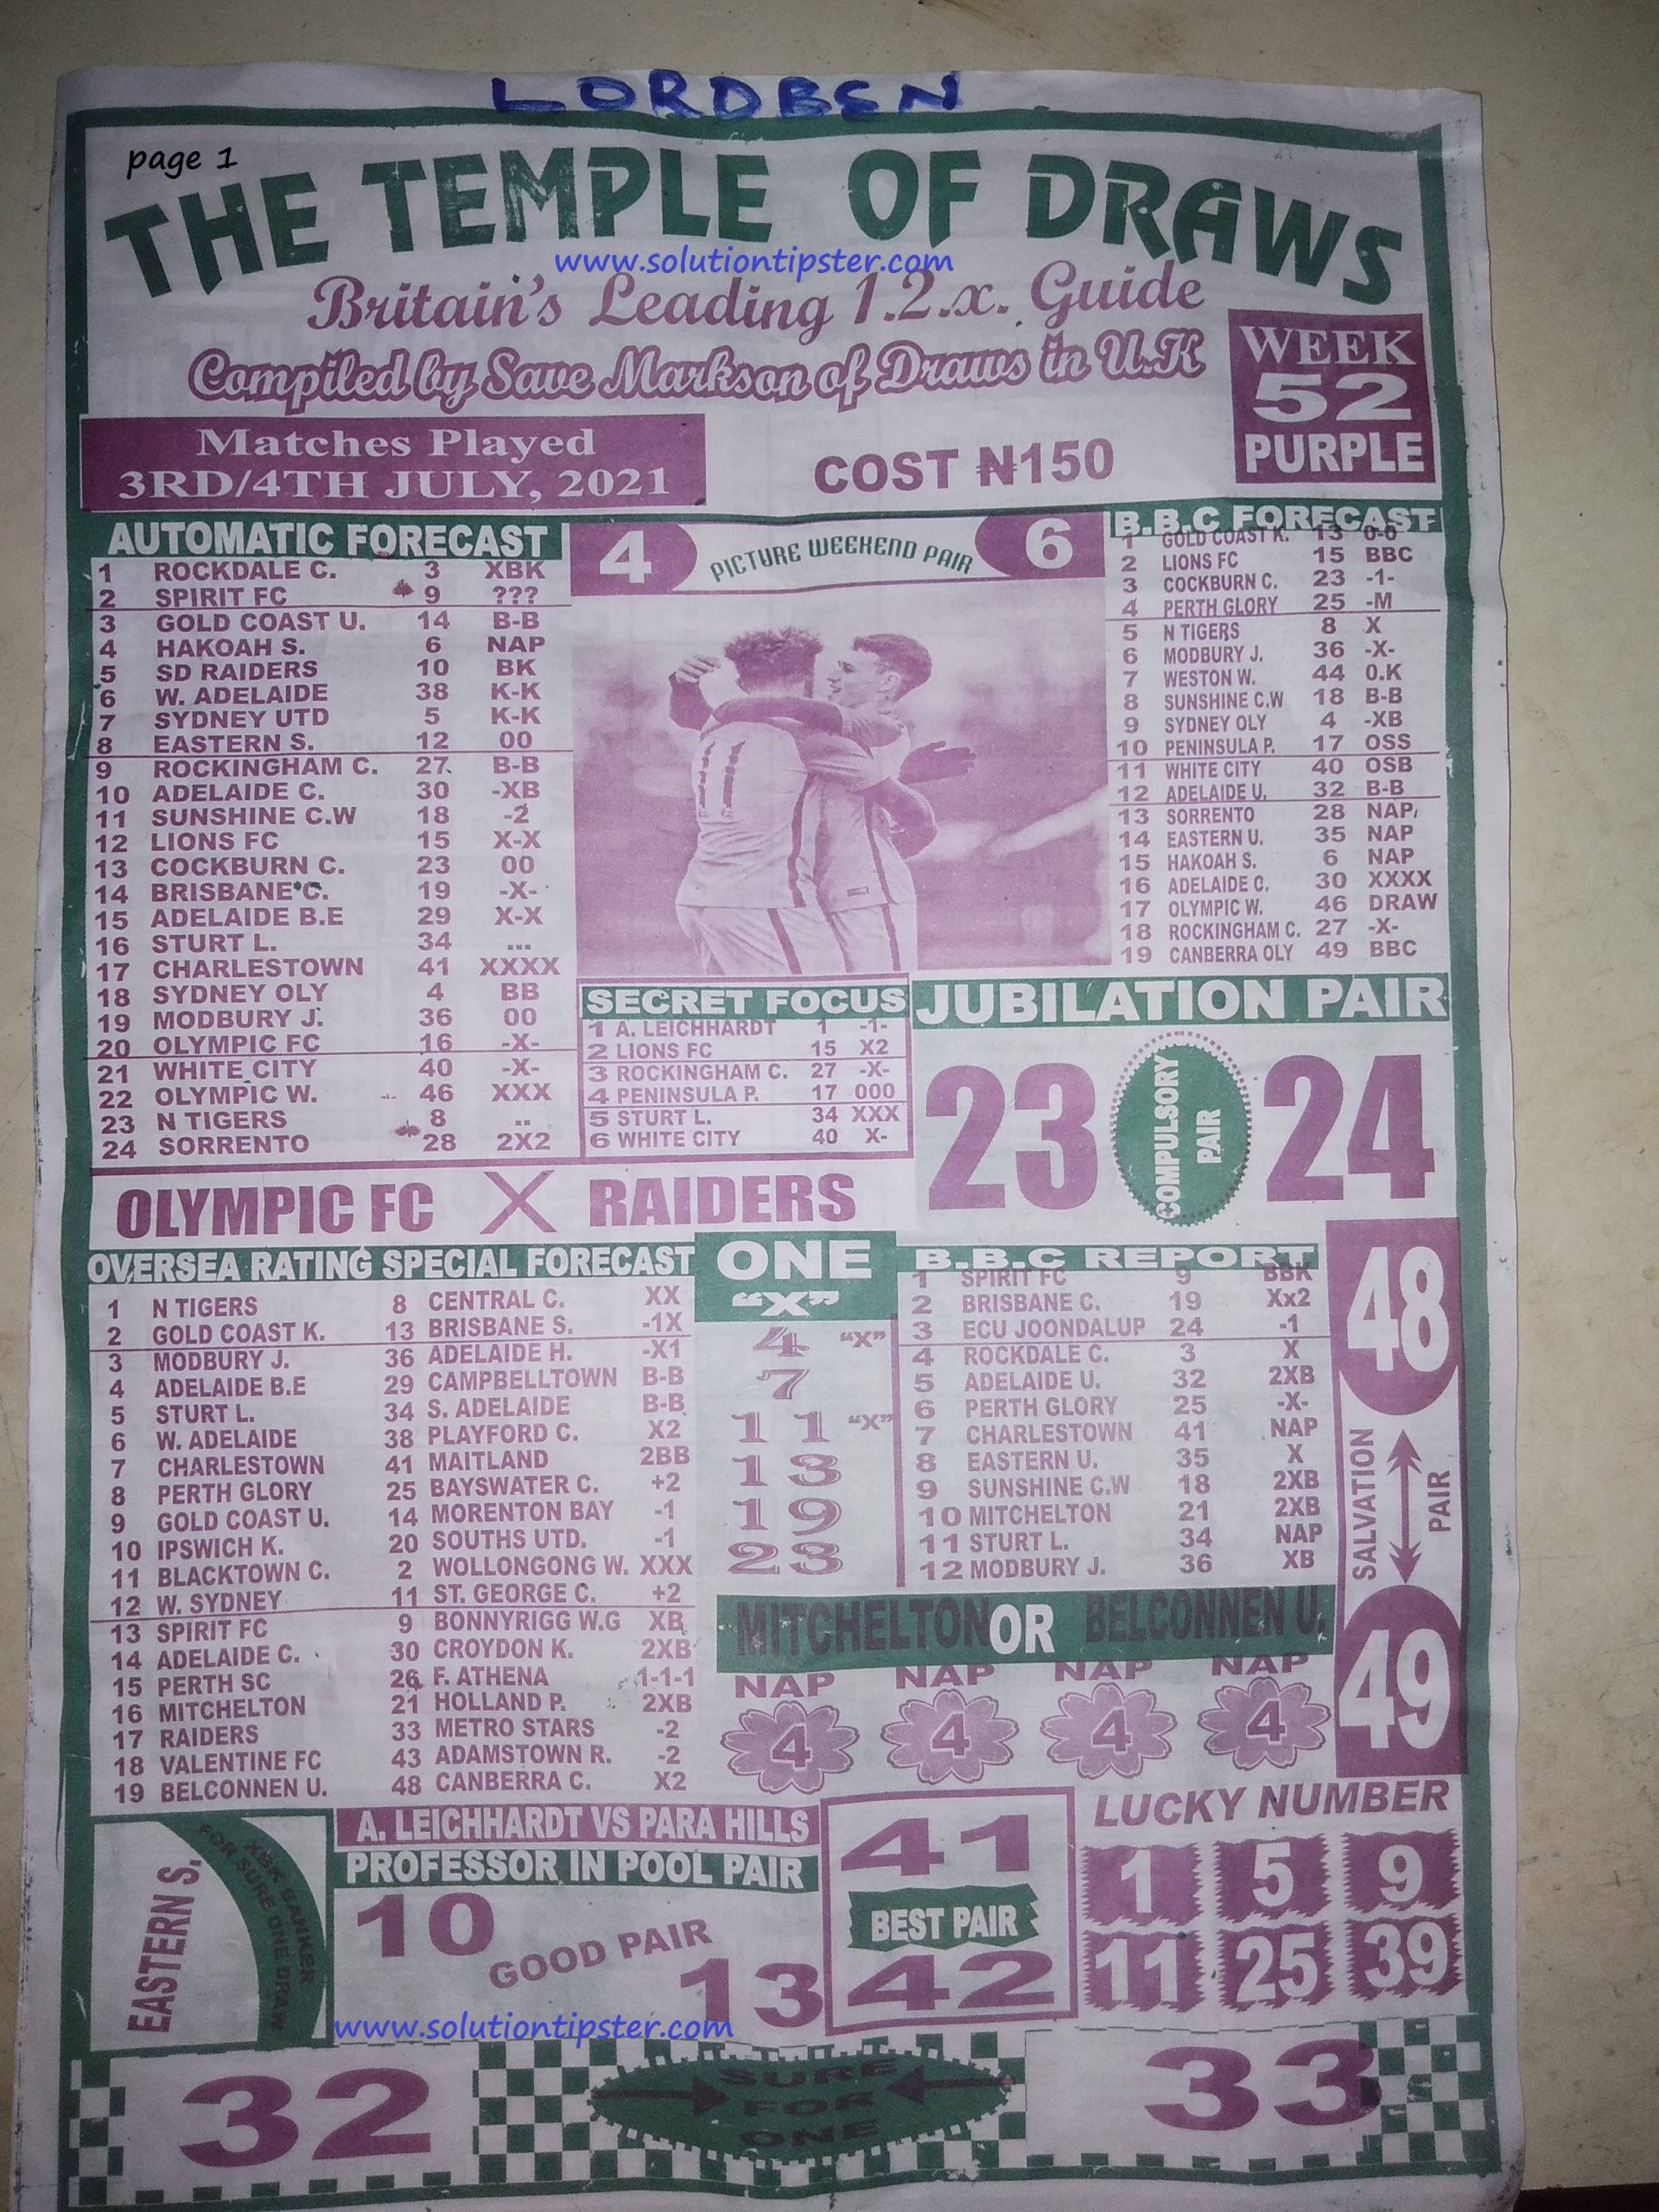 LORDBEN
page 1
THE TEMPLE OF DRAWS
www.solutiontipster.com
Britain's Leading 1.2.x. Guide
Compiled by Save Markson of Draws in U.K
WEEK
52
PURPLE
Matches Played
3RD/4TH JULY, 2021
COST ₦150
AUTOMATIC FORECAST
1 ROCKDALE C. 3 XBK
2 SPIRIT FC 9 ???
3 GOLD COAST U. 14 B-B
4 HAKOAH S. 6 NAP
5 SD RAIDERS 10 BK
6 W. ADELAIDE 38 K-K
7 SYDNEY UTD 5 K-K
8 EASTERN S. 12 00
9 ROCKINGHAM C. 27 B-B
10 ADELAIDE C. 30 -XB
11 SUNSHINE C.W 18 -2
12 LIONS FC 15 X-X
13 COCKBURN C. 23 00
14 BRISBANE C. 19 -X-
15 ADELAIDE B.E 29 X-X
16 STURT L. 34 ...
17 CHARLESTOWN 41 XXXX
18 SYDNEY OLY 4 BB
19 MODBURY J. 36 00
20 OLYMPIC FC 16 -X-
21 WHITE CITY 40 -X-
22 OLYMPIC W. 46 XXX
23 N TIGERS 8 ..
24 SORRENTO 28 2X2
4 PICTURE WEEKEND PAIR 6
11
B.B.C FORECAST
1 GOLD COAST K. 13 0-0
2 LIONS FC 15 BBC
3 COCKBURN C. 23 -1-
4 PERTH GLORY 25 -M
5 N TIGERS 8 X
6 MODBURY J. 36 -X-
7 WESTON W. 44 0.K
8 SUNSHINE C.W 18 B-B
9 SYDNEY OLY 4 -XB
10 PENINSULA P. 17 OSS
11 WHITE CITY 40 OSB
12 ADELAIDE U. 32 B-B
13 SORRENTO 28 NAP
14 EASTERN U. 35 NAP
15 HAKOAH S. 6 NAP
16 ADELAIDE C. 30 XXXX
17 OLYMPIC W. 46 DRAW
18 ROCKINGHAM C. 27 -X-
19 CANBERRA OLY 49 BBC
SECRET FOCUS
1 A. LEICHHARDT 1 -1-
2 LIONS FC 15 X2
3 ROCKINGHAM C. 27 -X-
4 PENINSULA P. 17 000
5 STURT L. 34 XXX
6 WHITE CITY 40 X-
JUBILATION PAIR
23 COMPULSORY PAIR 24
OLYMPIC FC X RAIDERS
OVERSEA RATING SPECIAL FORECAST
1 N TIGERS 8 CENTRAL C. XX
2 GOLD COAST K. 13 BRISBANE S. -1X
3 MODBURY J. 36 ADELAIDE H. -X1
4 ADELAIDE B.E 29 CAMPBELLTOWN B-B
5 STURT L. 34 S. ADELAIDE B-B
6 W. ADELAIDE 38 PLAYFORD C. X2
7 CHARLESTOWN 41 MAITLAND 2BB
8 PERTH GLORY 25 BAYSWATER C. +2
9 GOLD COAST U. 14 MORENTON BAY -1
10 IPSWICH K. 20 SOUTHS UTD. -1
11 BLACKTOWN C. 2 WOLLONGONG W. XXX
12 W. SYDNEY 11 ST. GEORGE C. +2
13 SPIRIT FC 9 BONNYRIGG W.G XB
14 ADELAIDE C. 30 CROYDON K. 2XB
15 PERTH SC 26 F. ATHENA 1-1-1
16 MITCHELTON 21 HOLLAND P. 2XB
17 RAIDERS 33 METRO STARS -2
18 VALENTINE FC 43 ADAMSTOWN R. -2
19 BELCONNEN U. 48 CANBERRA C. X2
ONE
"X"
4 "X"
7
11 "X"
13
19
23
B.B.C REPORT
1 SPIRIT FC 9 BBK
2 BRISBANE C. 19 Xx2
3 ECU JOONDALUP 24 -1
4 ROCKDALE C. 3 X
5 ADELAIDE U. 32 2XB
6 PERTH GLORY 25 -X-
7 CHARLESTOWN 41 NAP
8 EASTERN U. 35 X
9 SUNSHINE C.W 18 2XB
10 MITCHELTON 21 2XB
11 STURT L. 34 NAP
12 MODBURY J. 36 XB
48
SALVATION PAIR
49
MITCHELTON OR BELCONNEN U.
NAP NAP NAP NAP
4 4 4 4
EASTERN S.
XBK BANKER
FOR SURE ONE DRAW
A. LEICHHARDT VS PARA HILLS
PROFESSOR IN POOL PAIR
10 GOOD PAIR 13
www.solutiontipster.com
41
BEST PAIR
42
LUCKY NUMBER
1 5 9
11 25 39
32 SURE FOR ONE 33